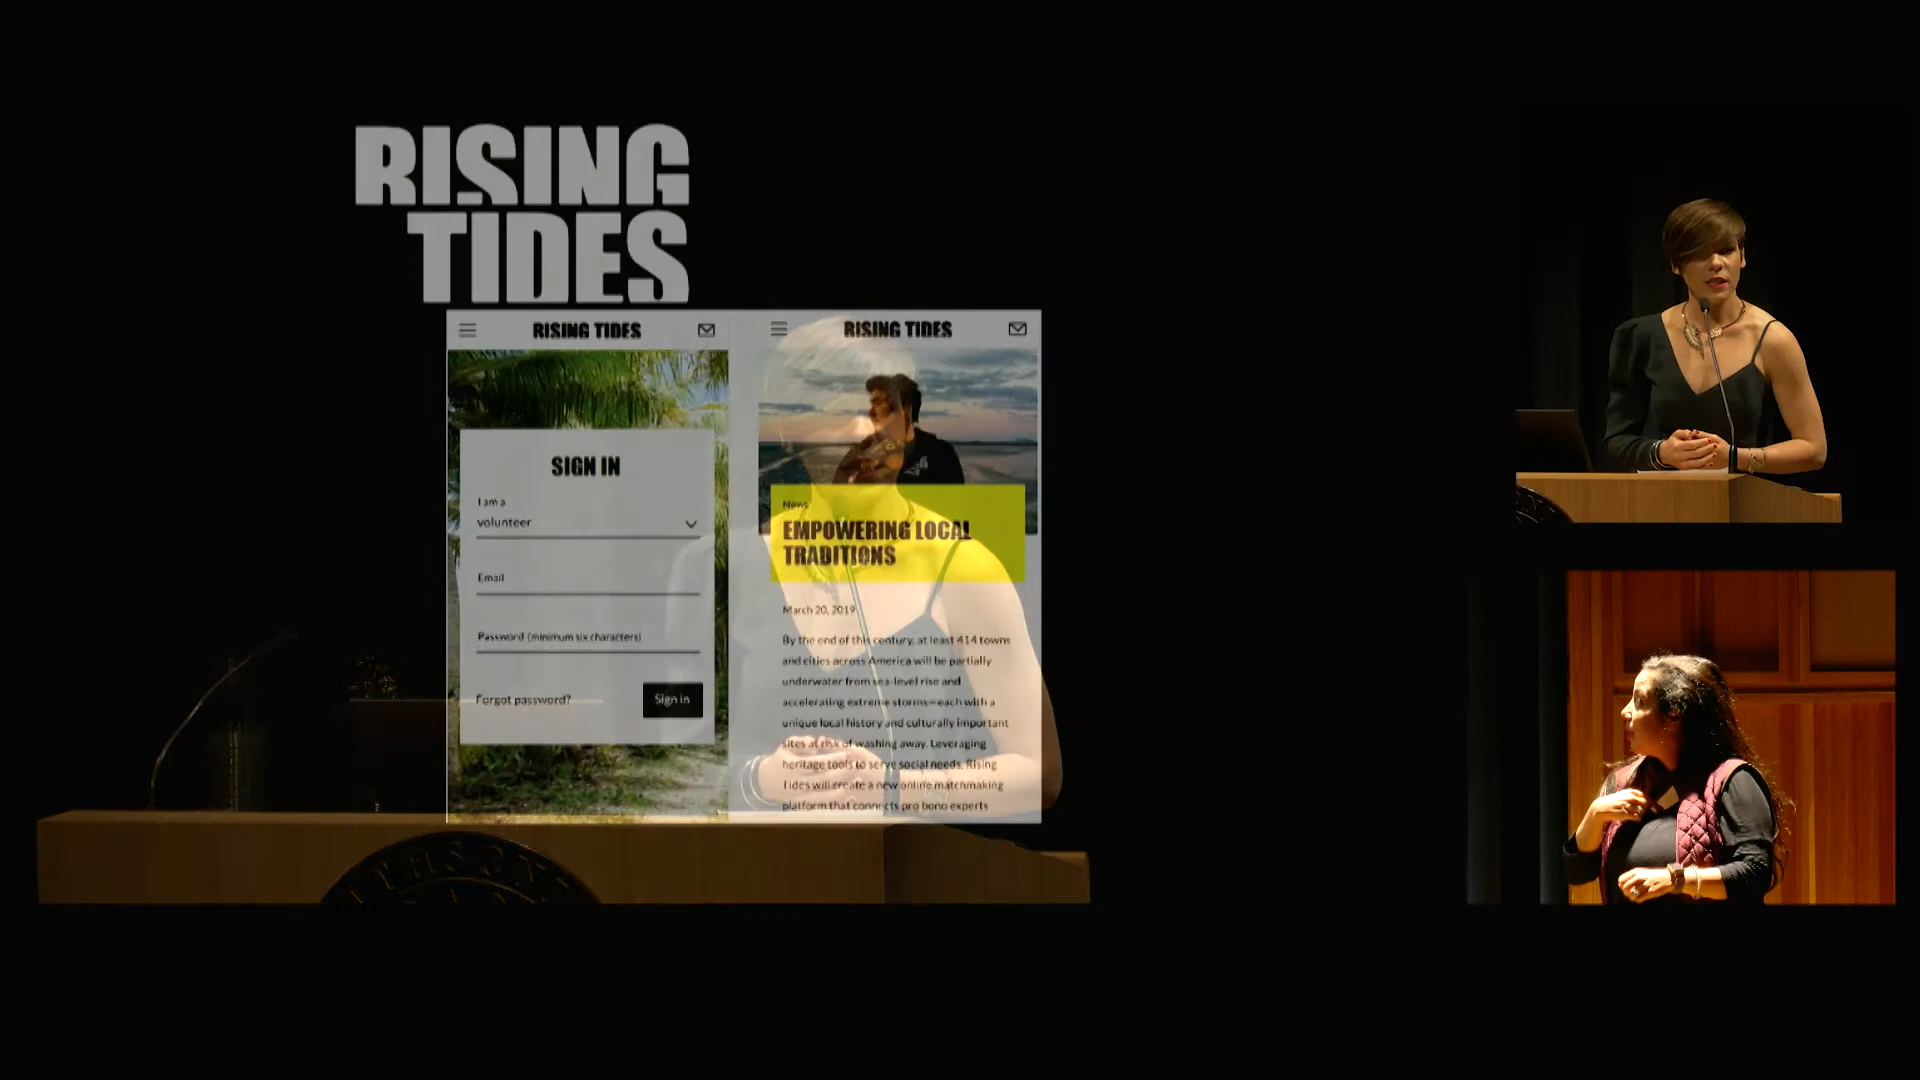 RISING
TIDES
RISING TIDES
SIGN IN
I am a
volunteer
Email
Password (minimum six characters)
Forgot password?
Sign in
RISING TIDES
News
EMPOWERING LOCAL
TRADITIONS
March 20, 2019
By the end of this century, at least 414 towns
and cities across America will be partially
underwater from sea-level rise and
accelerating extreme storms—each with a
unique local history and culturally important
sites at risk of washing away. Leveraging
heritage tools to serve social needs, Rising
Tides will create a new online matchmaking
platform that connects pro bono experts